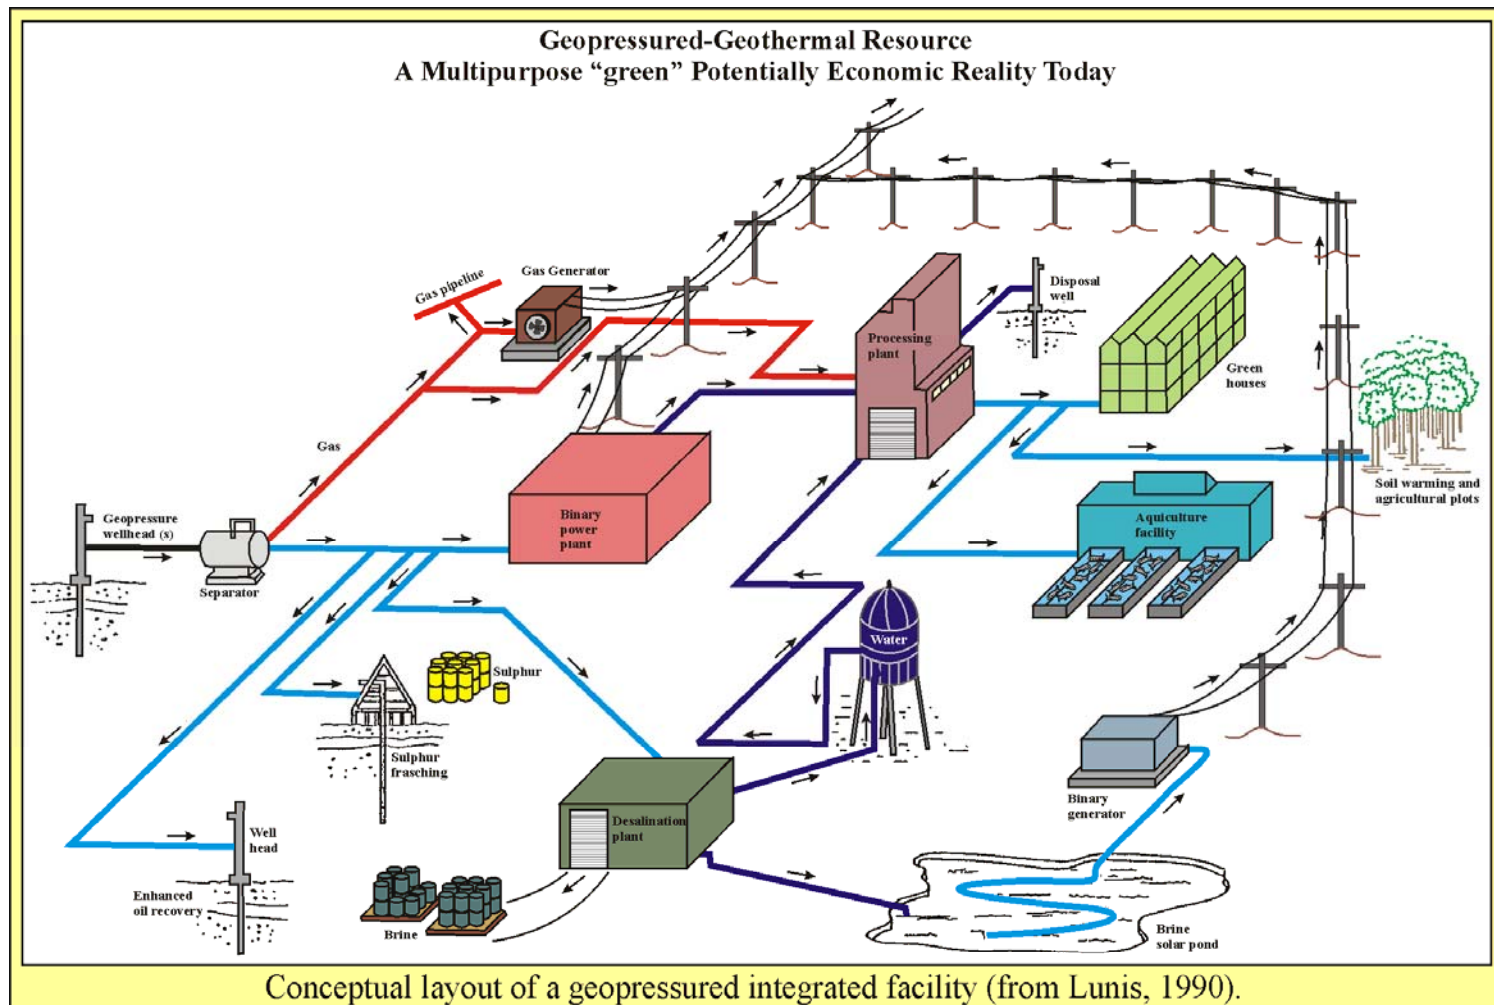 Geopressured-Geothermal Resource
A Multipurpose “green” Potentially Economic Reality Today
Gas pipeline
Gas Generator
Disposal
well
Processing
plant
Green
houses
Gas
Soil warming and
agricultural plots
Geopressure
wellhead (s)
Binary
power
plant
Aquiculture
facility
Separator
Water
Sulphur
Sulphur
frasching
Binary
generator
Desalination
plant
Well
head
Enhanced
oil recovery
Brine
Brine
solar pond
Conceptual layout of a geopressured integrated facility (from Lunis, 1990).